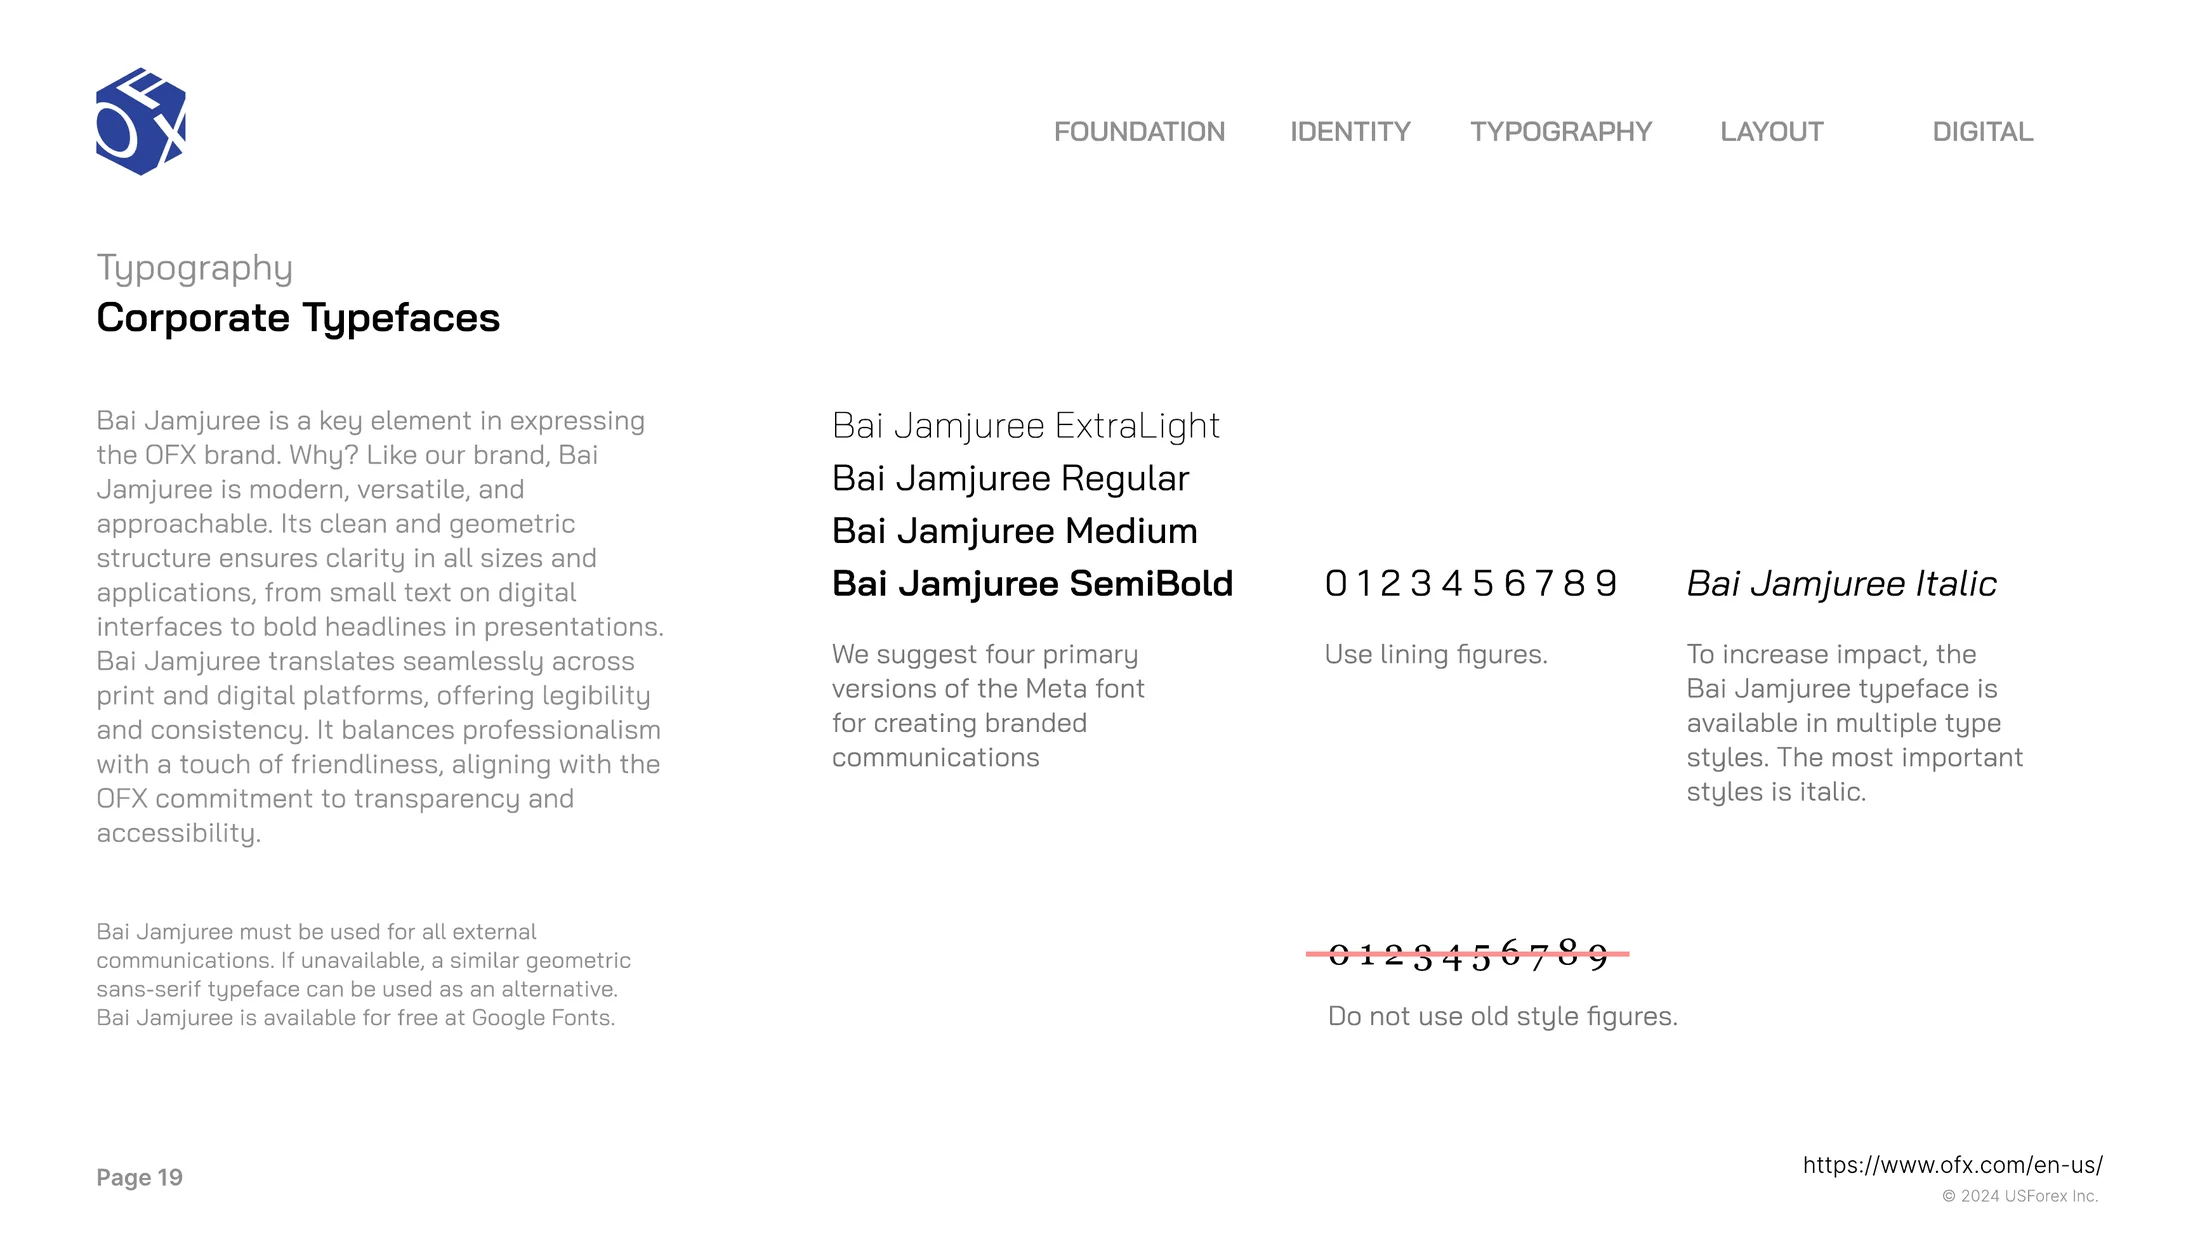 OFX
FOUNDATION
IDENTITY
TYPOGRAPHY
LAYOUT
DIGITAL
Typography
Corporate Typefaces
Bai Jamjuree is a key element in expressing
the OFX brand. Why? Like our brand, Bai
Jamjuree is modern, versatile, and
approachable. Its clean and geometric
structure ensures clarity in all sizes and
applications, from small text on digital
interfaces to bold headlines in presentations.
Bai Jamjuree translates seamlessly across
print and digital platforms, offering legibility
and consistency. It balances professionalism
with a touch of friendliness, aligning with the
OFX commitment to transparency and
accessibility.
Bai Jamjuree must be used for all external
communications. If unavailable, a similar geometric
sans-serif typeface can be used as an alternative.
Bai Jamjuree is available for free at Google Fonts.
Bai Jamjuree ExtraLight
Bai Jamjuree Regular
Bai Jamjuree Medium
Bai Jamjuree SemiBold
We suggest four primary
versions of the Meta font
for creating branded
communications
0 1 2 3 4 5 6 7 8 9
Use lining figures.
0 1 2 3 4 5 6 7 8 9
Do not use old style figures.
Bai Jamjuree Italic
To increase impact, the
Bai Jamjuree typeface is
available in multiple type
styles. The most important
styles is italic.
Page 19
https://www.ofx.com/en-us/
© 2024 USForex Inc.